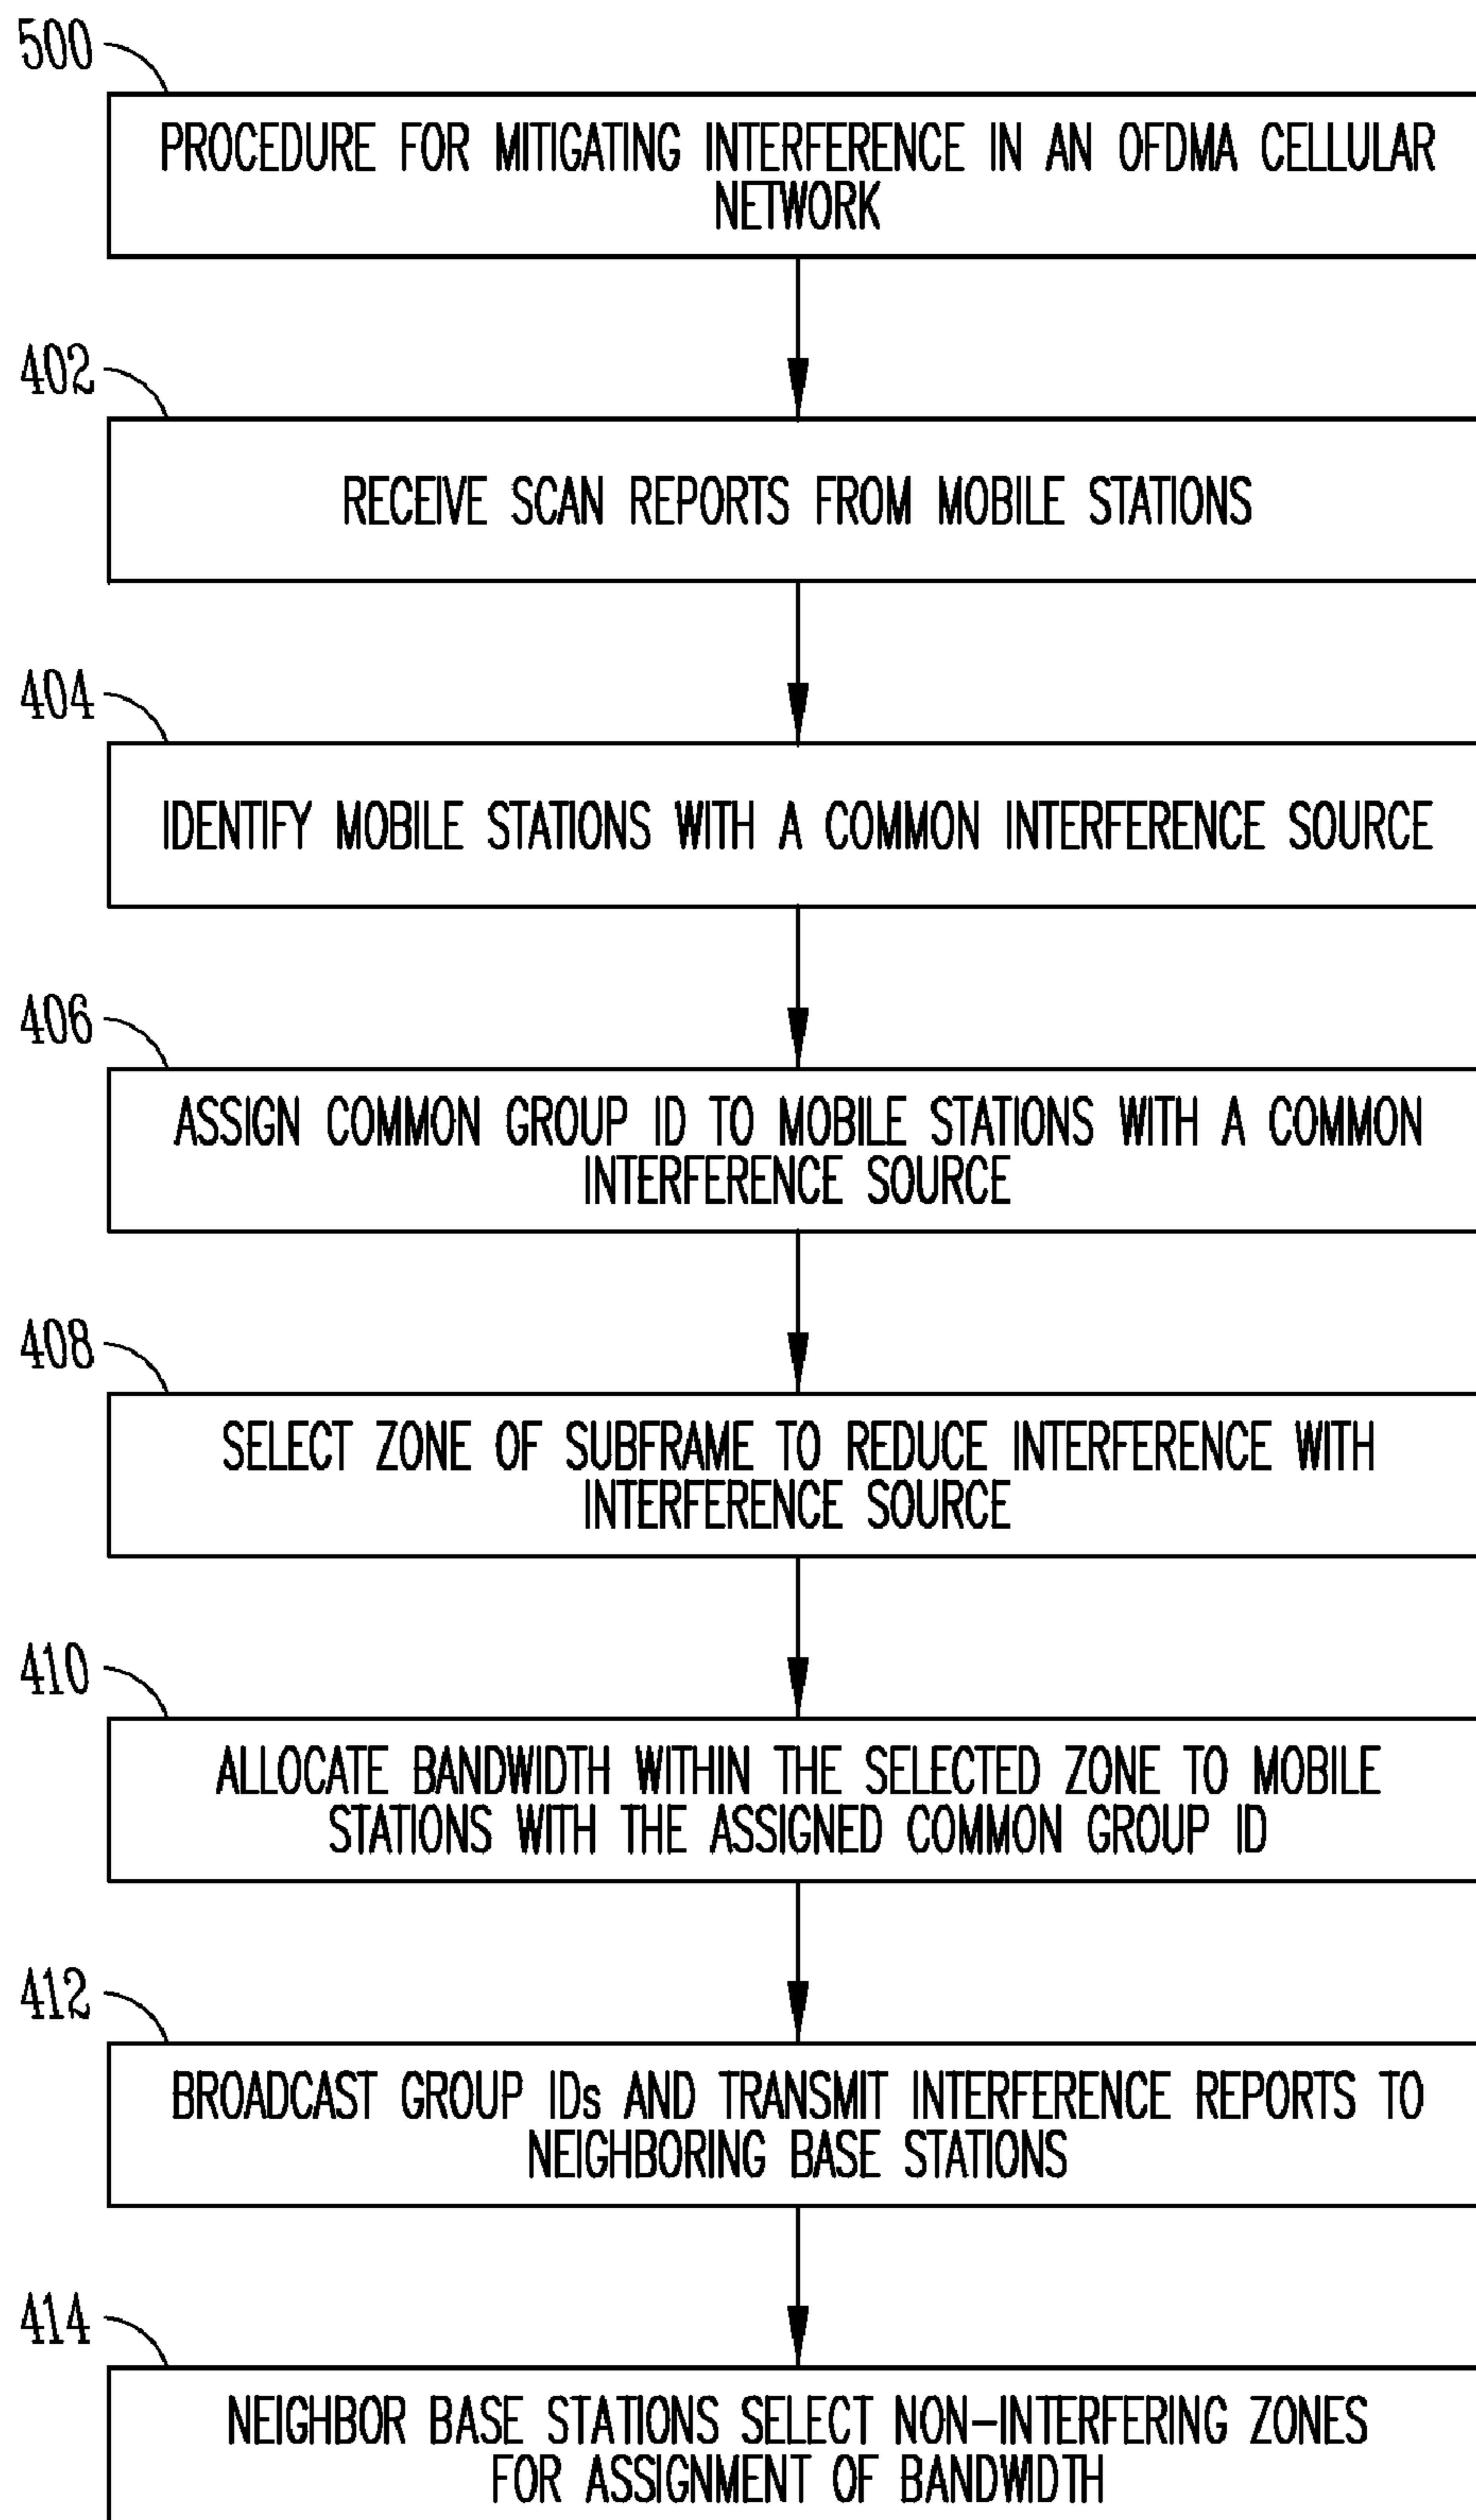 500
PROCEDURE FOR MITIGATING INTERFERENCE IN AN OFDMA CELLULAR
NETWORK
402
RECEIVE SCAN REPORTS FROM MOBILE STATIONS
404
IDENTIFY MOBILE STATIONS WITH A COMMON INTERFERENCE SOURCE
406
ASSIGN COMMON GROUP ID TO MOBILE STATIONS WITH A COMMON
INTERFERENCE SOURCE
408
SELECT ZONE OF SUBFRAME TO REDUCE INTERFERENCE WITH
INTERFERENCE SOURCE
410
ALLOCATE BANDWIDTH WITHIN THE SELECTED ZONE TO MOBILE
STATIONS WITH THE ASSIGNED COMMON GROUP ID
412
BROADCAST GROUP IDs AND TRANSMIT INTERFERENCE REPORTS TO
NEIGHBORING BASE STATIONS
414
NEIGHBOR BASE STATIONS SELECT NON-INTERFERING ZONES
FOR ASSIGNMENT OF BANDWIDTH